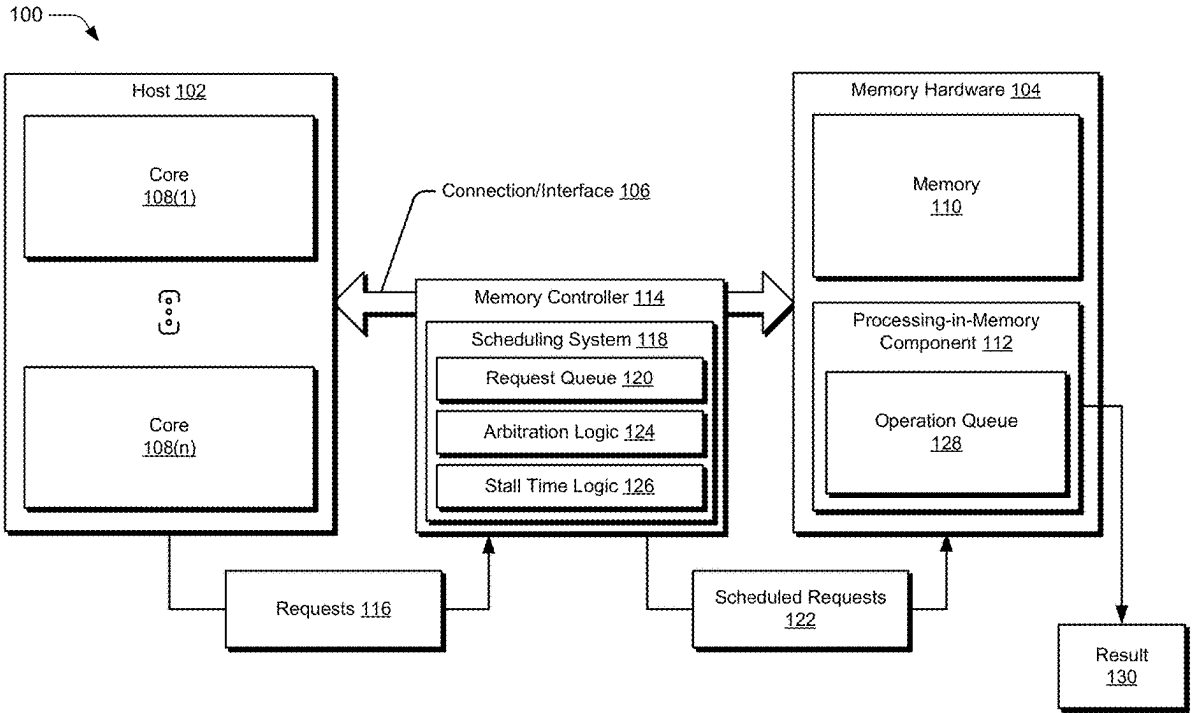 100
Host 102
Core
108(1)
Core
108(n)
Connection/Interface 106
Memory Controller 114
Scheduling System 118
Request Queue 120
Arbitration Logic 124
Stall Time Logic 126
Memory Hardware 104
Memory
110
Processing-in-Memory
Component 112
Operation Queue
128
Requests 116
Scheduled Requests
122
Result
130